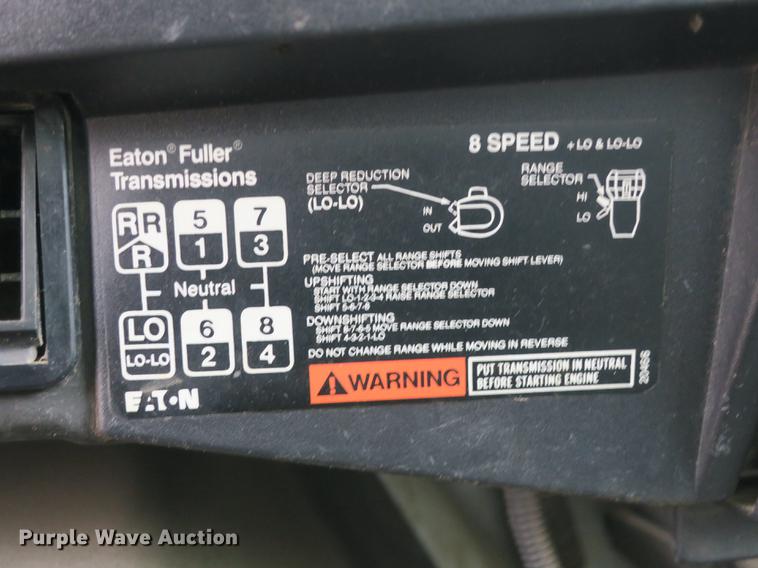 Eaton® Fuller®
Transmissions
8 SPEED + LO & LO-LO
DEEP REDUCTION
SELECTOR
(LO-LO)
IN
OUT
RANGE
SELECTOR
HI
LO
R R
R
5
1
7
3
Neutral
LO
LO-LO
6
2
8
4
PRE-SELECT ALL RANGE SHIFTS
(MOVE RANGE SELECTOR BEFORE MOVING SHIFT LEVER)
UPSHIFTING
START WITH RANGE SELECTOR DOWN
SHIFT LO-1-2-3-4 RAISE RANGE SELECTOR
SHIFT 5-6-7-8
DOWNSHIFTING
SHIFT 8-7-6-5 MOVE RANGE SELECTOR DOWN
SHIFT 4-3-2-1-LO
DO NOT CHANGE RANGE WHILE MOVING IN REVERSE
WARNING
PUT TRANSMISSION IN NEUTRAL
BEFORE STARTING ENGINE
20466
EATON
Purple Wave Auction